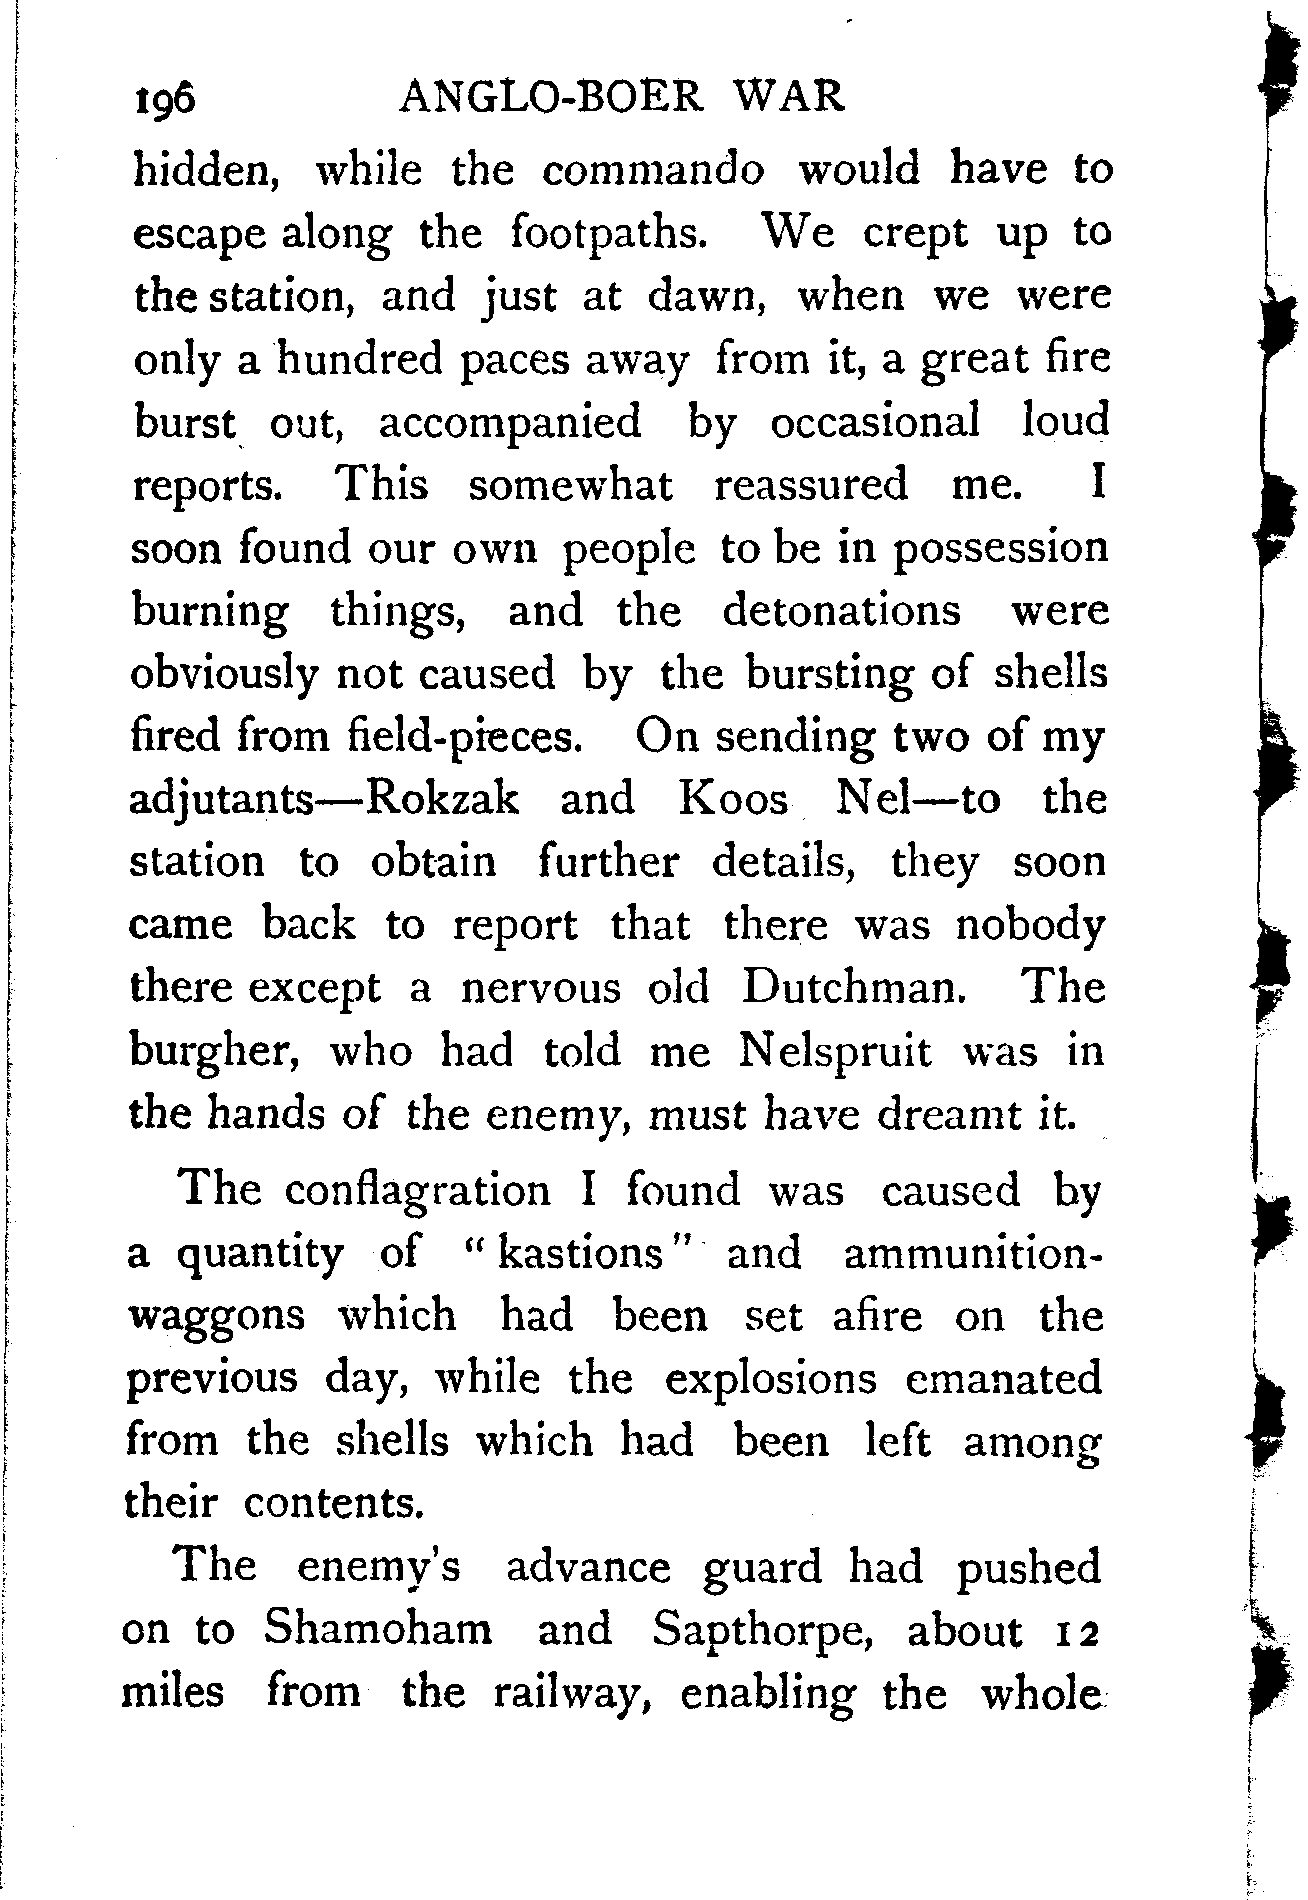 196 ANGLO-BOER WAR
hidden, while the commando would have to
escape along the footpaths. We crept up to
the station, and just at dawn, when we were
only a hundred paces away from it, a great fire
burst out, accompanied by occasional loud
reports. This somewhat reassured me. I
soon found our own people to be in possession
burning things, and the detonations were
obviously not caused by the bursting of shells
fired from field-pieces. On sending two of my
adjutants—Rokzak and Koos Nel—to the
station to obtain further details, they soon
came back to report that there was nobody
there except a nervous old Dutchman. The
burgher, who had told me Nelspruit was in
the hands of the enemy, must have dreamt it.
The conflagration I found was caused by
a quantity of “kastions” and ammunition-
waggons which had been set afire on the
previous day, while the explosions emanated
from the shells which had been left among
their contents.
The enemy's advance guard had pushed
on to Shamoham and Sapthorpe, about 12
miles from the railway, enabling the whole